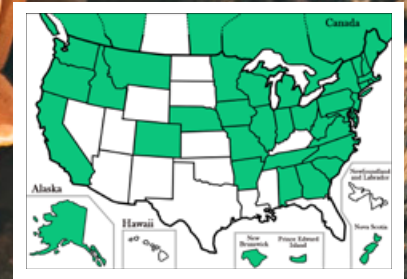 Canada
Newfoundland
and Labrador
Alaska
Hawaii
New
Brunswick
Prince Edward
Island
Nova Scotia